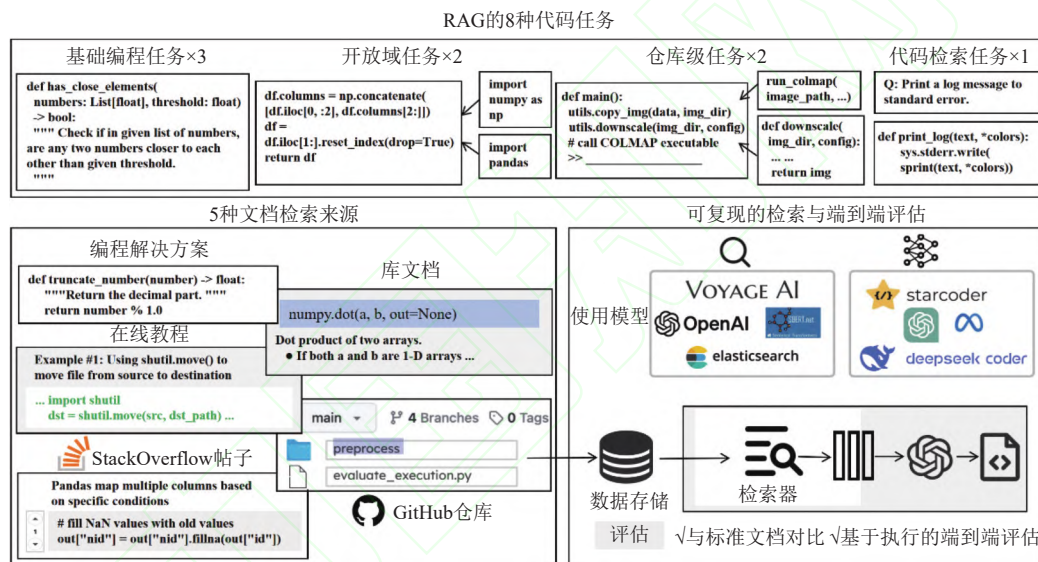 RAG的8种代码任务
基础编程任务×3
def has_close_elements(
numbers: List[float], threshold: float)
-> bool:
""" Check if in given list of numbers,
are any two numbers closer to each
other than given threshold.
"""
开放域任务×2
df.columns = np.concatenate(
[df.iloc[0, :2], df.columns[2:]])
df =
df.iloc[1:].reset_index(drop=True)
return df
import
numpy as
np
import
pandas
仓库级任务×2
def main():
utils.copy_img(data, img_dir)
utils.downscale(img_dir, config)
# call COLMAP executable
>> ____________
run_colmap(
image_path, ...)
def downscale(
img_dir, config):
... ...
return img
代码检索任务×1
Q: Print a log message to
standard error.
def print_log(text, *colors):
sys.stderr.write(
sprint(text, *colors))
5种文档检索来源
编程解决方案
def truncate_number(number) -> float:
"""Return the decimal part. """
return number % 1.0
库文档
numpy.dot(a, b, out=None)
Dot product of two arrays.
● If both a and b are 1-D arrays ...
在线教程
Example #1: Using shutil.move() to
move file from source to destination
... import shutil
dst = shutil.move(src, dst_path) ...
main
4 Branches
0 Tags
preprocess
evaluate_execution.py
GitHub仓库
StackOverflow帖子
Pandas map multiple columns based
on specific conditions
1
# fill NaN values with old values
out["nid"] = out["nid"].fillna(out["id"])
可复现的检索与端到端评估
使用模型
VOYAGE AI
OpenAI
SBERT.net
elasticsearch
starcoder
deepseek coder
数据存储
检索器
评估
√与标准文档对比 √基于执行的端到端评估